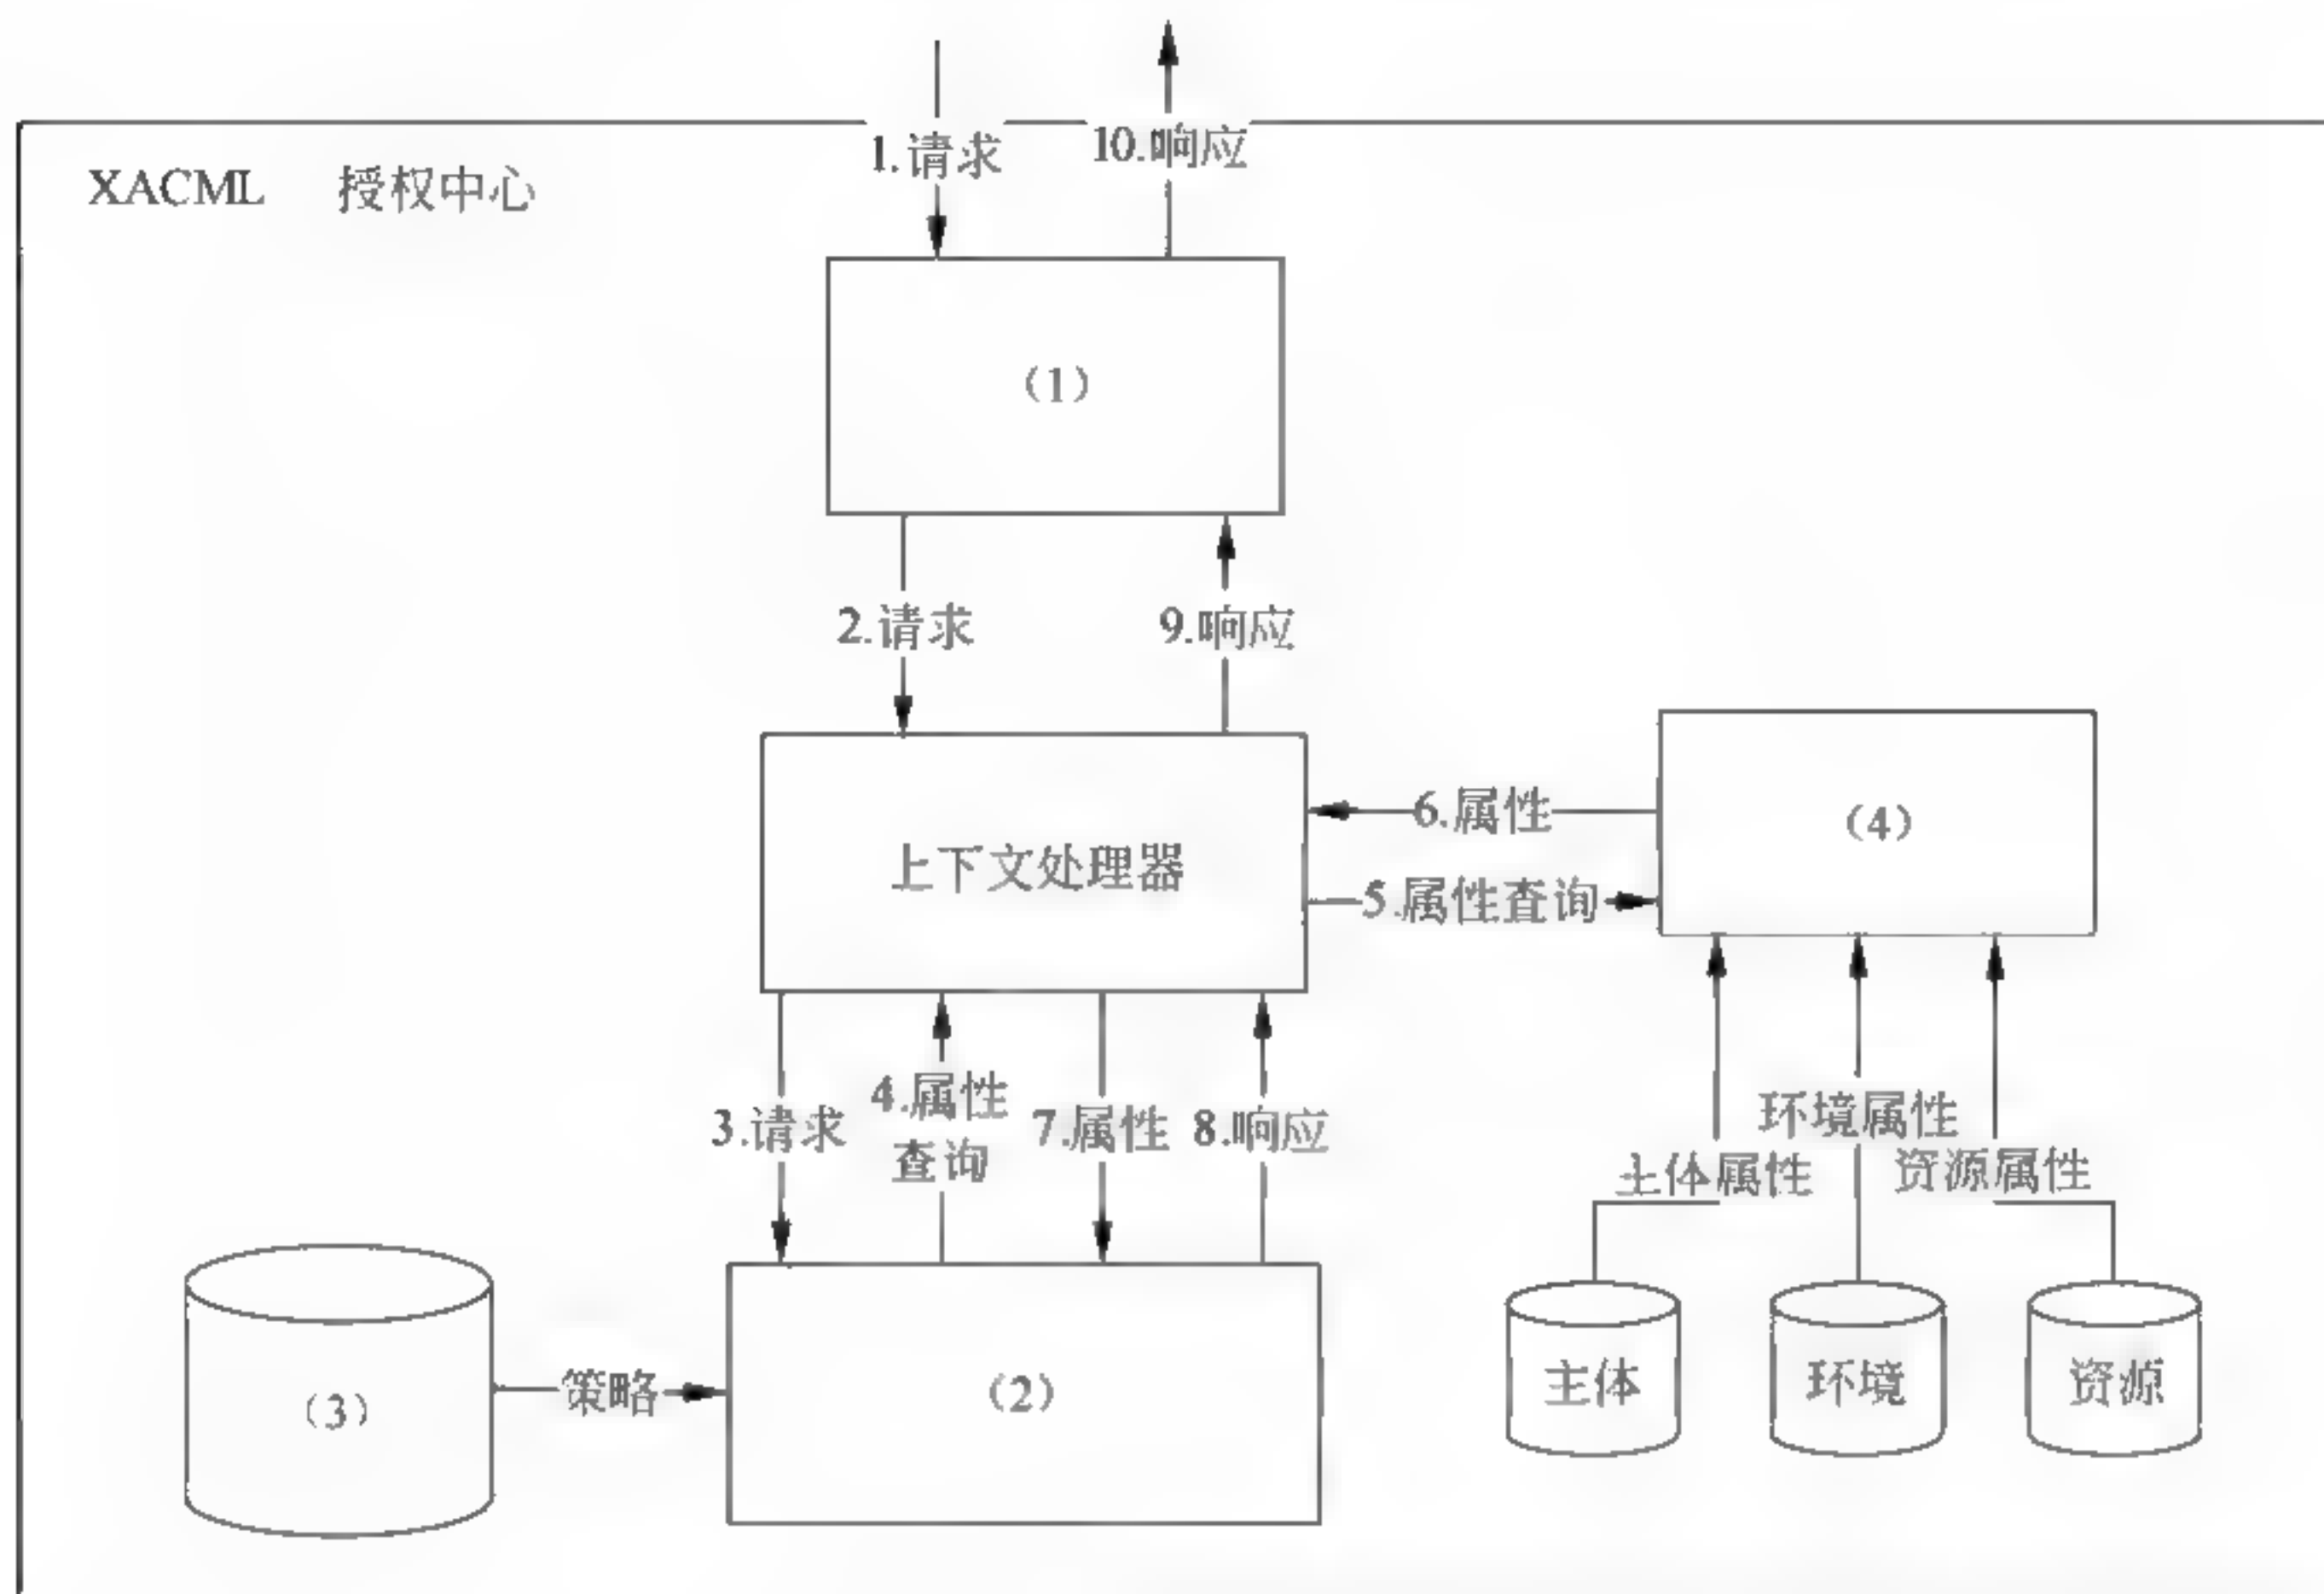 1.请求
10.响应
XACML 授权中心
(1)
2.请求
9.响应
6.属性
(4)
上下文处理器
5.属性查询
3.请求
4.属性
查询
7.属性
8.响应
环境属性
主体属性
资源属性
(3)
策略
(2)
主体
环境
资源